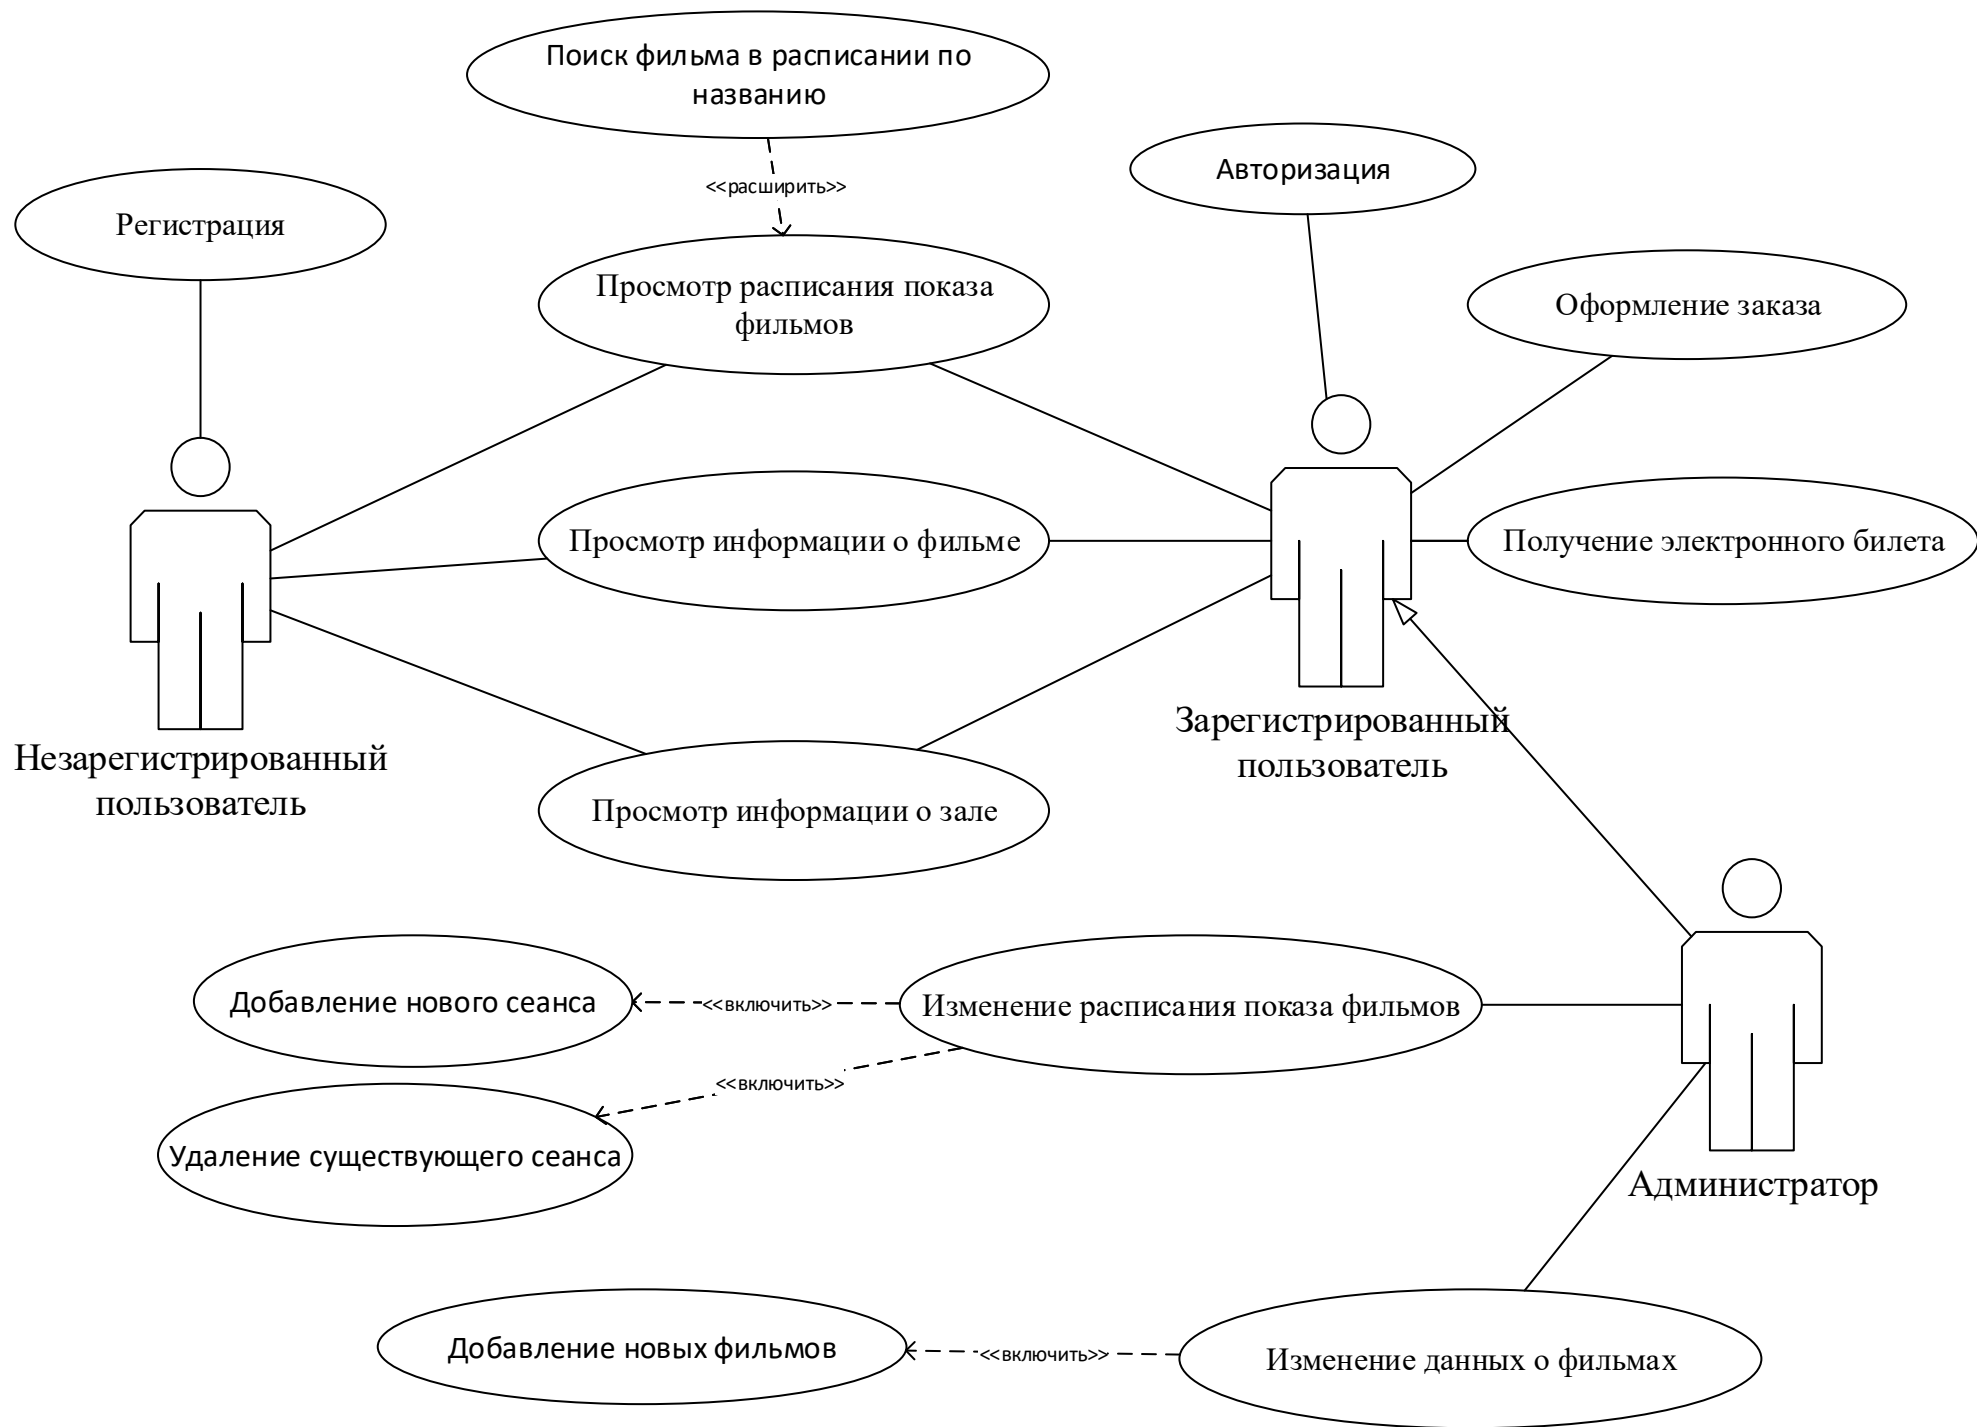 Поиск фильма в расписании по
названию
Авторизация
<<расширить>>
Регистрация
Просмотр расписания показа
фильмов
Оформление заказа
Просмотр информации о фильме
Получение электронного билета
Зарегистрированный
пользователь
Незарегистрированный
пользователь
Просмотр информации о зале
Добавление нового сеанса
<<включить>>
Изменение расписания показа фильмов
<<включить>>
Удаление существующего сеанса
Администратор
Добавление новых фильмов
<<включить>>
Изменение данных о фильмах